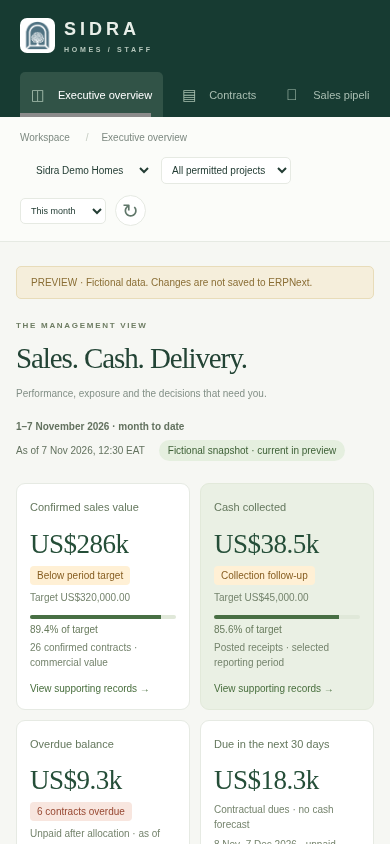 SIDRA
HOMES / STAFF
Executive overview
Contracts
Sales pipeli
Workspace / Executive overview
Sidra Demo Homes
All permitted projects
This month
PREVIEW · Fictional data. Changes are not saved to ERPNext.
THE MANAGEMENT VIEW
Sales. Cash. Delivery.
Performance, exposure and the decisions that need you.
1–7 November 2026 · month to date
As of 7 Nov 2026, 12:30 EAT
Fictional snapshot · current in preview
Confirmed sales value
US$286k
Below period target
Target US$320,000.00
89.4% of target
26 confirmed contracts ·
commercial value
View supporting records →
Cash collected
US$38.5k
Collection follow-up
Target US$45,000.00
85.6% of target
Posted receipts · selected
reporting period
View supporting records →
Overdue balance
US$9.3k
6 contracts overdue
Unpaid after allocation · as of
Due in the next 30 days
US$18.3k
Contractual dues · no cash
forecast
8 Nov–7 Dec 2026 · unpaid